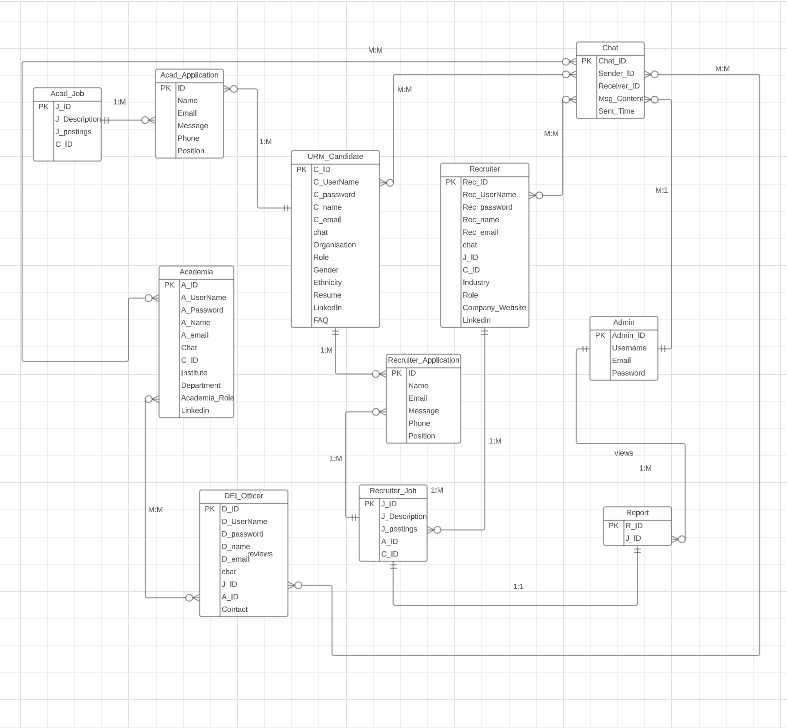 M:M
Chat
PK Chat_ID
Sender_ID
Receiver_ID
Msg_Content
Sent_Time
M:M
Acad_Application
PK ID
Name
Email
Message
Phone
Position
M:M
Acad_Job
PK J_ID
J_Description
J_postings
C_ID
1:M
1:M
M:M
M:1
URM_Candidate
PK C_ID
C_UserName
C_password
C_name
C_email
chat
Organisation
Role
Gender
Ethnicity
Resume
LinkedIn
FAQ
Recruiter
PK Rec_ID
Rec_UserName
Rec_password
Rec_name
Rec_email
chat
J_ID
C_ID
Industry
Role
Company_Website
Linkedin
Academia
PK A_ID
A_UserName
A_Password
A_Name
A_email
Chat
C_ID
Institute
Department
Academia_Role
Linkedin
Admin
PK Admin_ID
Username
Email
Password
1:M
Recruiter_Application
PK ID
Name
Email
Message
Phone
Position
1:M
1:M
views
1:M
DEI_Officer
PK D_ID
D_UserName
D_password
D_name
D_email
chat
J_ID
A_ID
Contact
reviews
M:M
Recruiter_Job
PK J_ID
J_Description
J_postings
A_ID
C_ID
1:M
Report
PK R_ID
J_ID
1:1